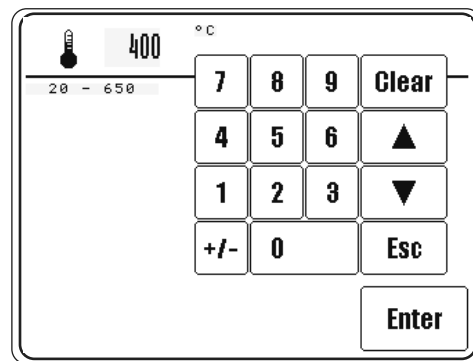 400 °C
20 - 650
7 8 9 Clear
4 5 6 ▲
1 2 3 ▼
+/- 0 Esc
Enter